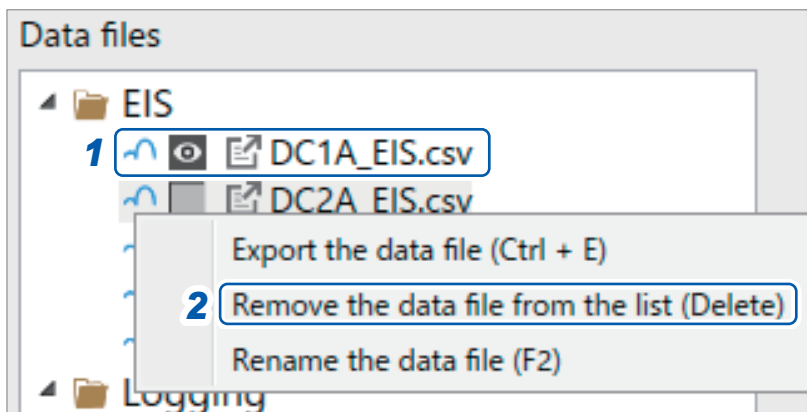 Data files
EIS
1 DC1A_EIS.csv
DC2A_EIS.csv
Export the data file (Ctrl + E)
2 Remove the data file from the list (Delete)
Rename the data file (F2)
Logging